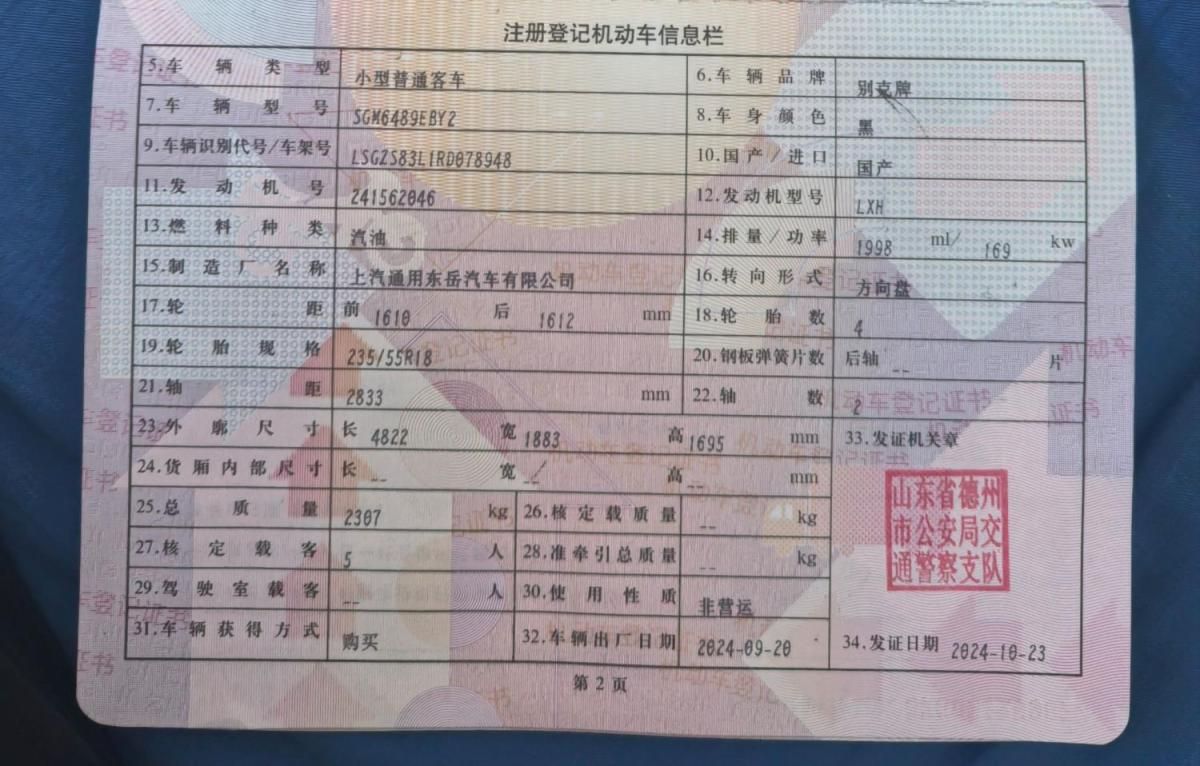 注册登记机动车信息栏
5.车辆类型 小型普通客车 6.车辆品牌 别克牌
7.车辆型号 SGM6489EBY2 8.车身颜色 黑
9.车辆识别代号/车架号 LSGZS83L1RD078948 10.国产/进口 国产
11.发动机号 241562046 12.发动机型号 LXH
13.燃料种类 汽油 14.排量/功率 1998 ml/ 169 kw
15.制造厂名称 上汽通用东岳汽车有限公司 16.转向形式 方向盘
17.轮距 前 1610 后 1612 mm 18.轮胎数 4
19.轮胎规格 235/55R18 20.钢板弹簧片数 后轴 -- 片
21.轴距 2833 mm 22.轴数 2
23.外廓尺寸 长 4822 宽 1883 高 1695 mm 33.发证机关章
24.货厢内部尺寸 长 -- 宽 -- 高 -- mm
25.总质量 2307 kg 26.核定载质量 -- kg
山东省德州
市公安局交
通警察支队
27.核定载客 5 人 28.准牵引总质量 -- kg
29.驾驶室载客 -- 人 30.使用性质 非营运
31.车辆获得方式 购买 32.车辆出厂日期 2024-09-20 34.发证日期 2024-10-23
第 2 页